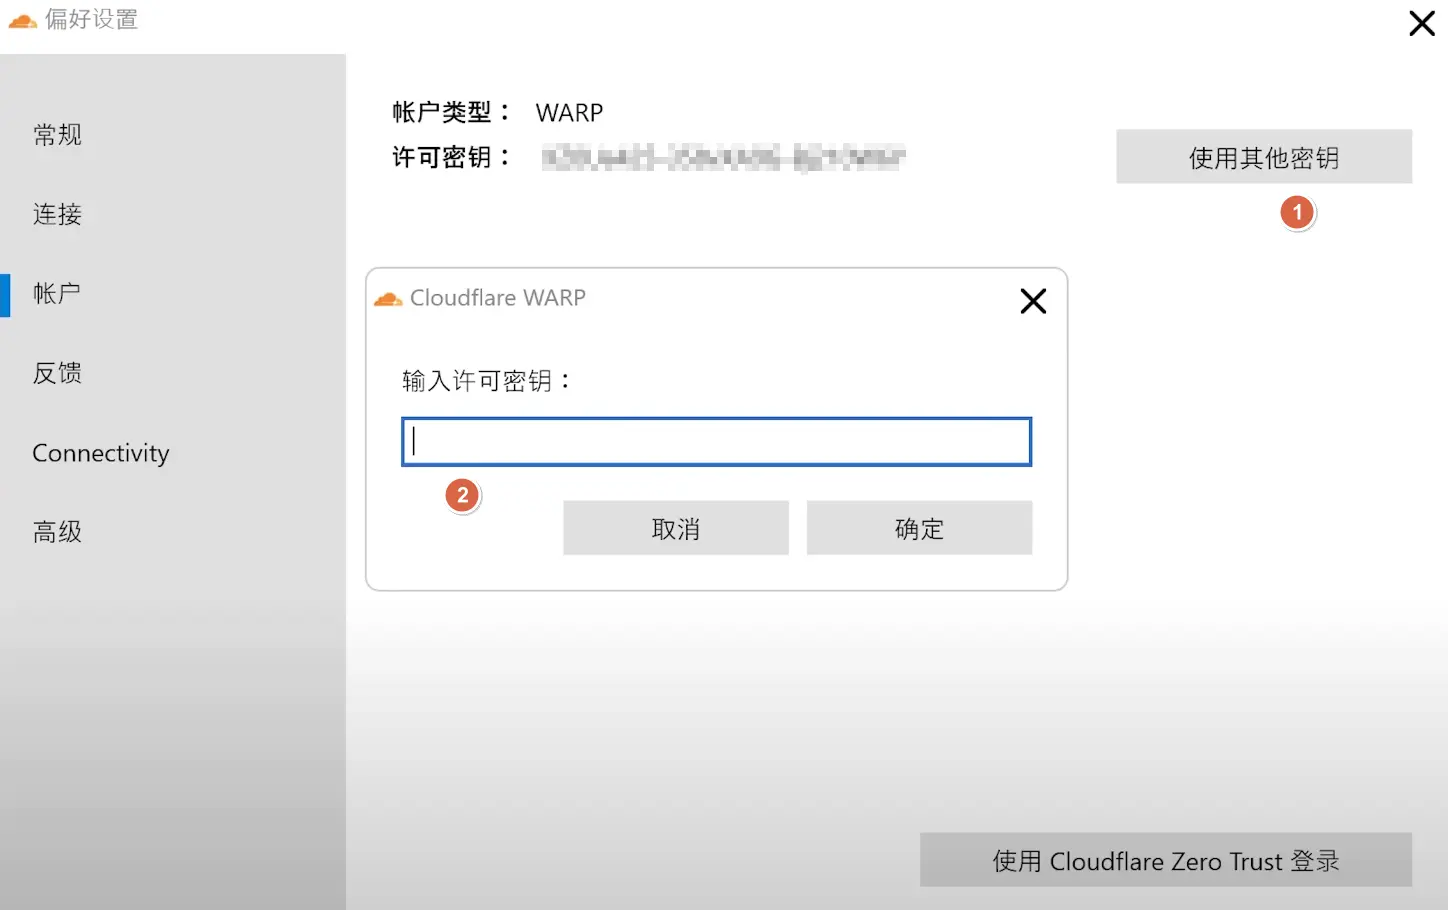 偏好设置
常规
连接
帐户
反馈
Connectivity
高级
帐户类型： WARP
许可密钥：
使用其他密钥
1
Cloudflare WARP
输入许可密钥：
2
取消
确定
使用 Cloudflare Zero Trust 登录